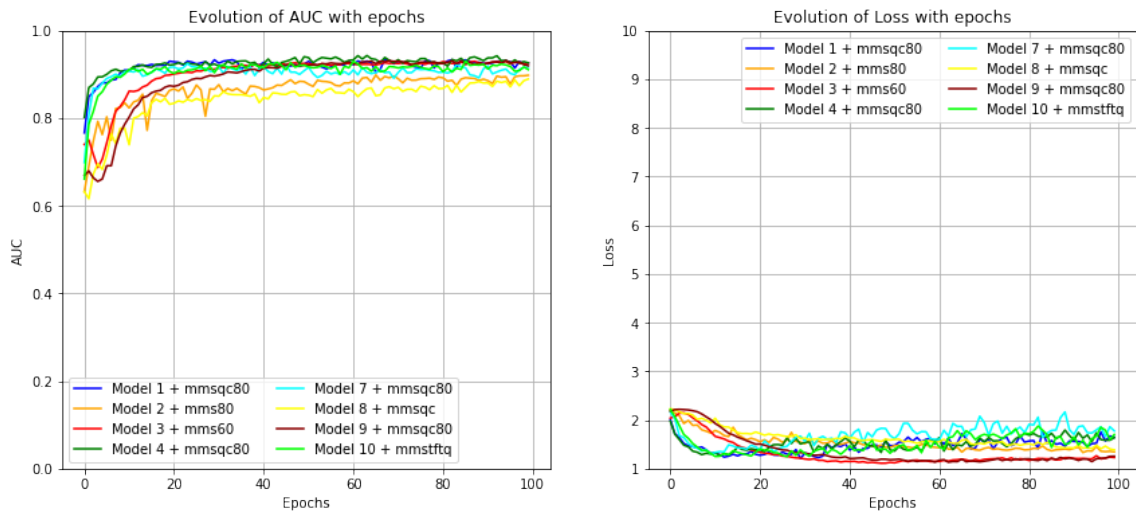 Evolution of AUC with epochs
1.0
0.8
0.6
0.4
0.2
0.0
AUC
Model 1 + mmsqc80
Model 2 + mms80
Model 3 + mms60
Model 4 + mmsqc80
Model 7 + mmsqc80
Model 8 + mmsqc
Model 9 + mmsqc80
Model 10 + mmstftq
0 20 40 60 80 100
Epochs
Evolution of Loss with epochs
10
9
8
7
6
5
4
3
2
1
Loss
Model 1 + mmsqc80
Model 2 + mms80
Model 3 + mms60
Model 4 + mmsqc80
Model 7 + mmsqc80
Model 8 + mmsqc
Model 9 + mmsqc80
Model 10 + mmstftq
0 20 40 60 80 100
Epochs